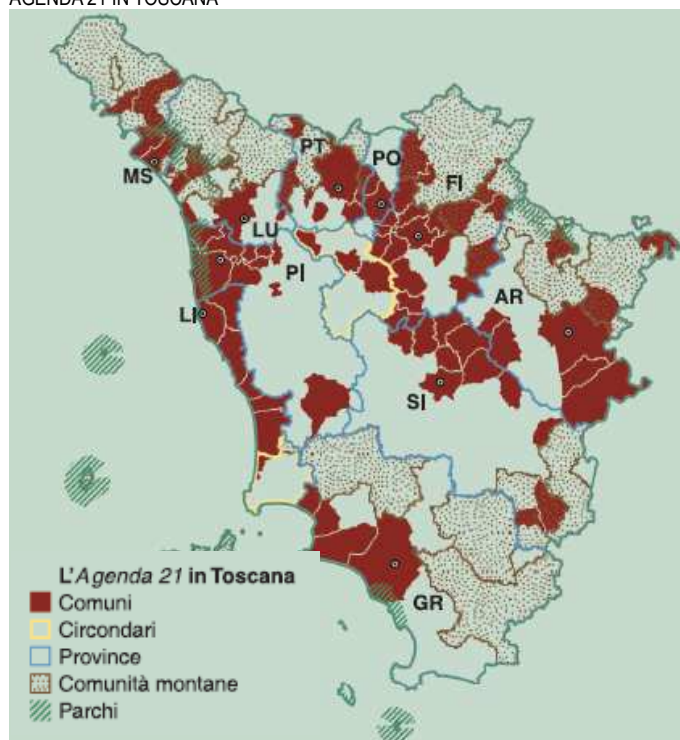 AGENDA 21 IN TOSCANA
PT
PO
MS
FI
LU
PI
AR
LI
SI
GR
L'Agenda 21 in Toscana
Comuni
Circondari
Province
Comunità montane
Parchi